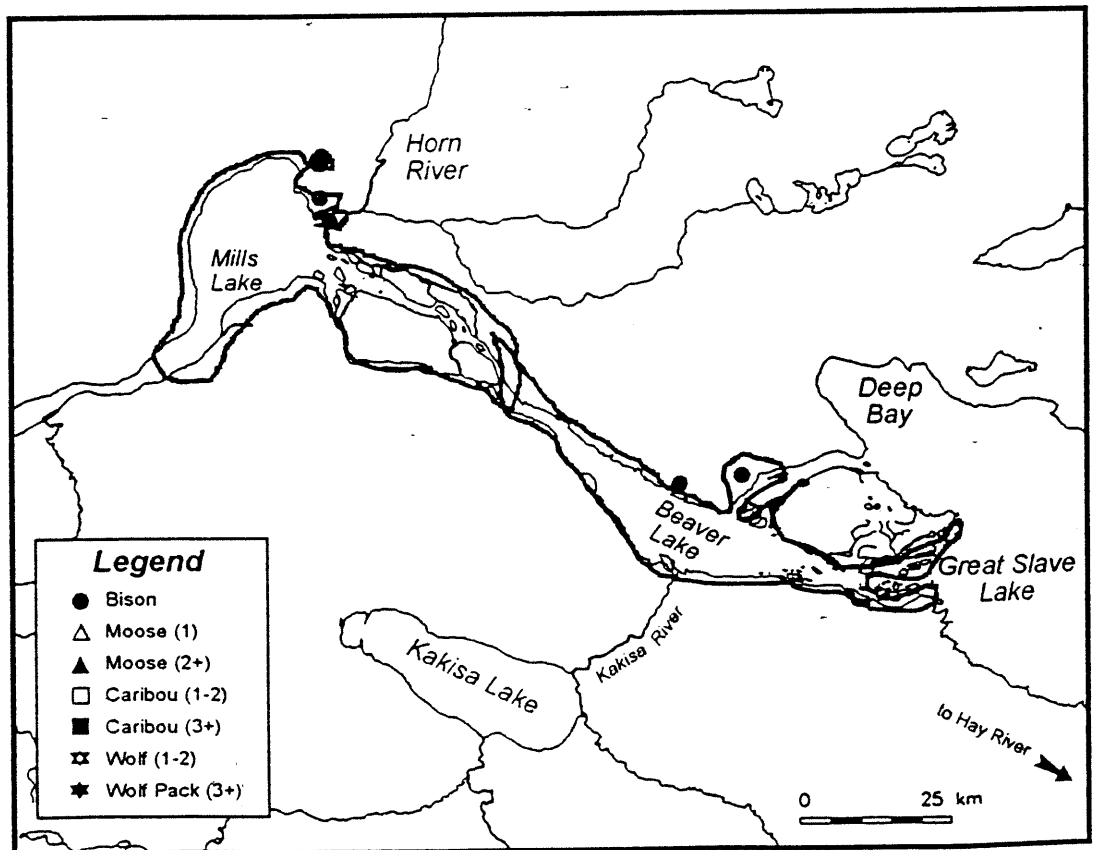 Horn
River
Mills
Lake
Deep
Bay
Beaver
Lake
Great Slave
Lake
Kakisa River
Kakisa Lake
to Hay River
0 25 km
Legend
Bison
Moose (1)
Moose (2+)
Caribou (1-2)
Caribou (3+)
Wolf (1-2)
Wolf Pack (3+)